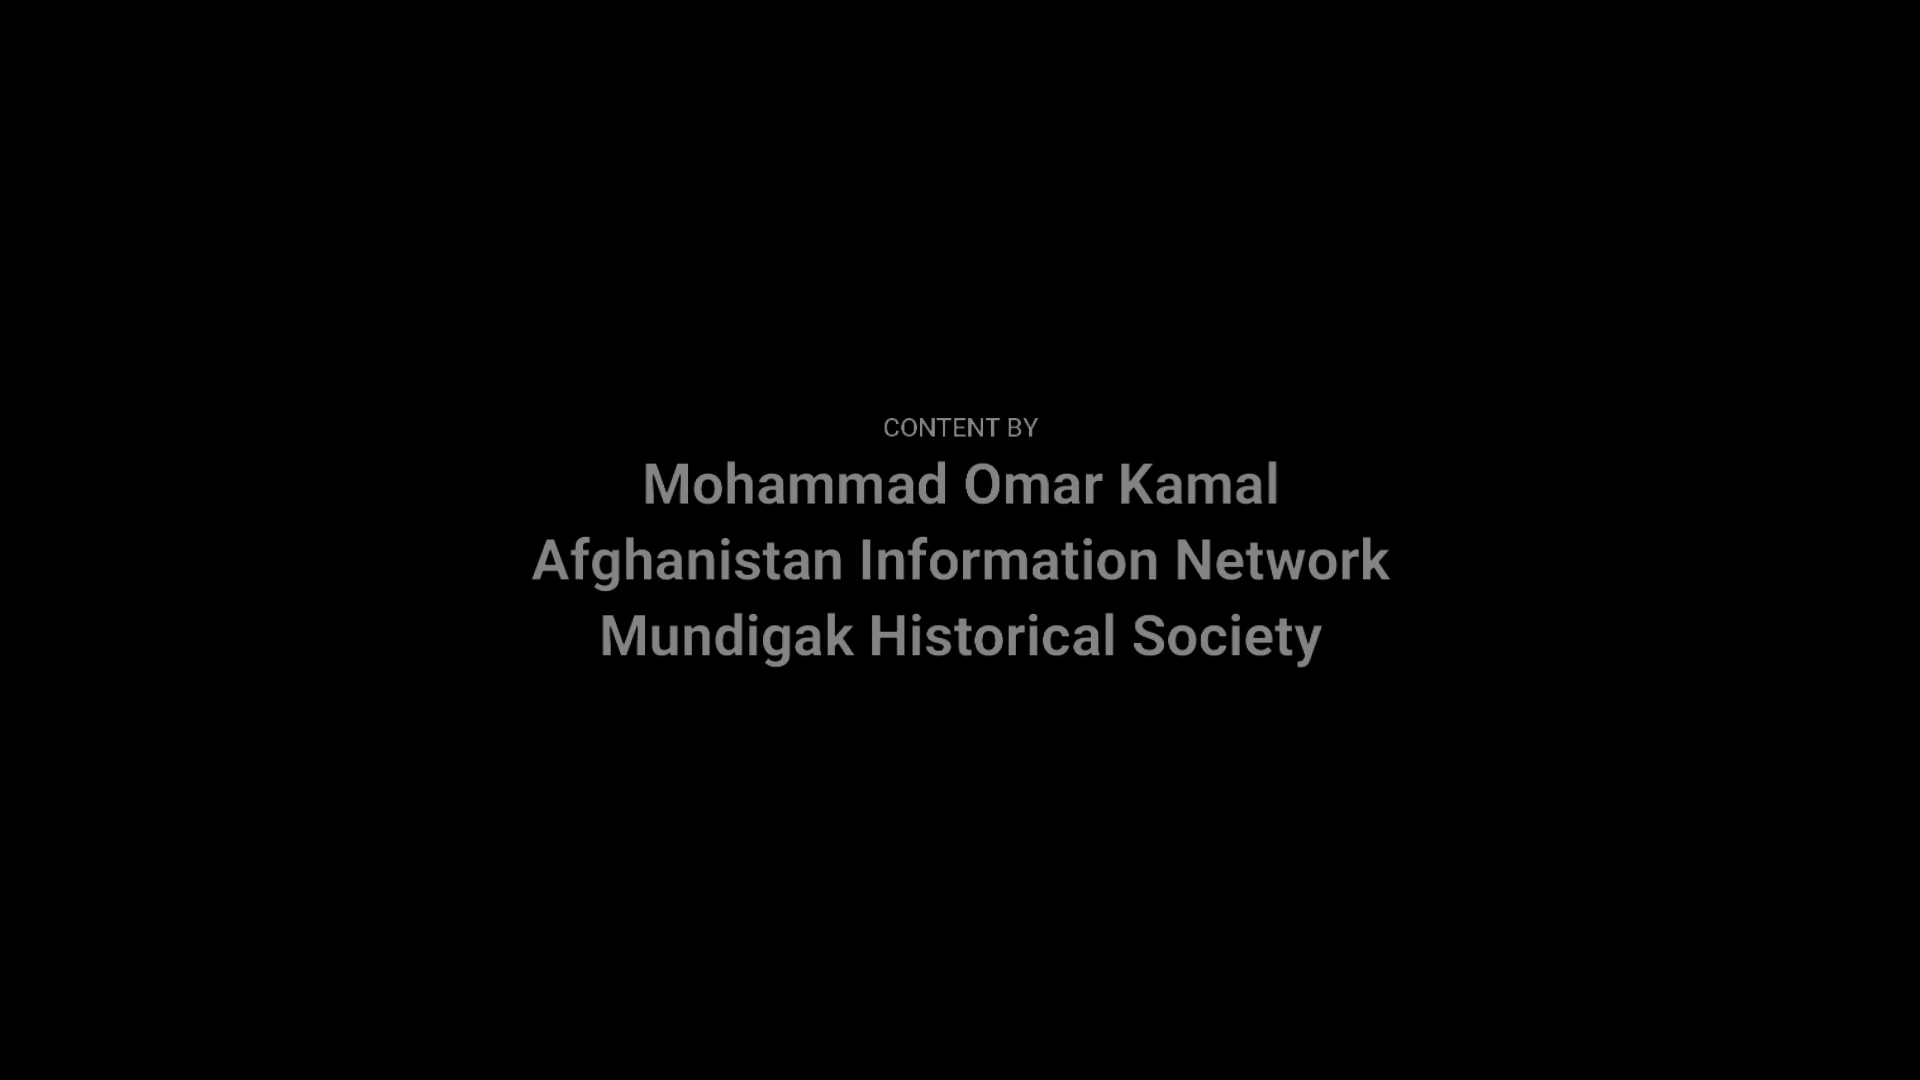 CONTENT BY
Mohammad Omar Kamal
Afghanistan Information Network
Mundigak Historical Society